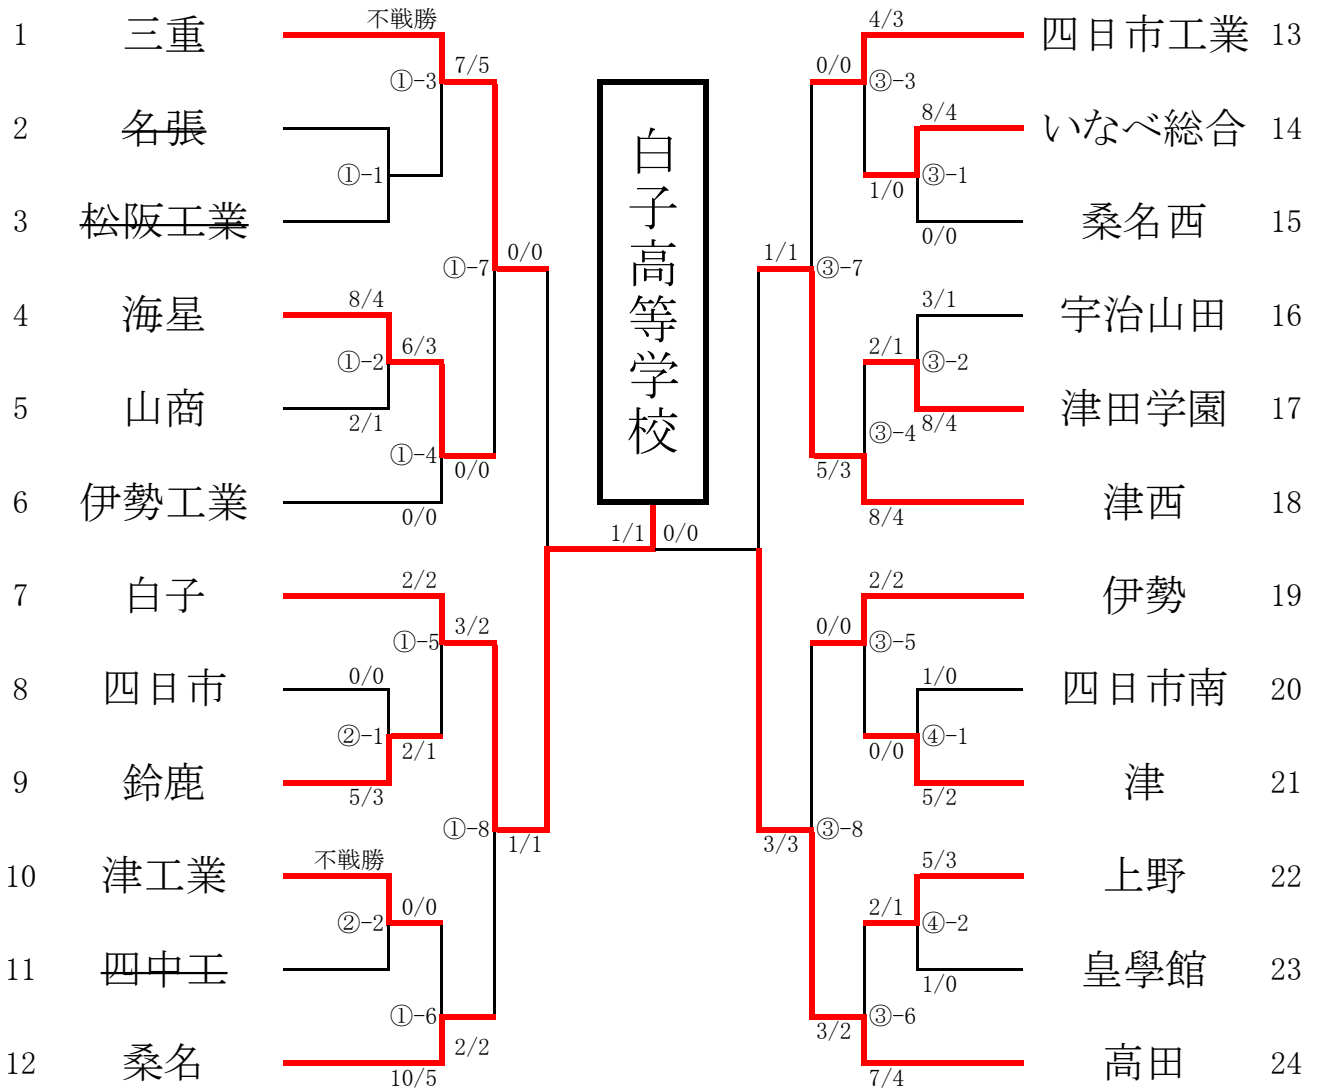 1 三重 不戦勝
①-3 7/5
2 名張
①-1
3 松阪工業
①-7 0/0
4 海星 8/4
①-2 6/3
5 山商 2/1
①-4 0/0
6 伊勢工業 0/0
7 白子 2/2
①-5 3/2
8 四日市 0/0
②-1 2/1
9 鈴鹿 5/3
①-8 1/1
10 津工業 不戦勝
②-2 0/0
11 四中工
①-6 2/2
12 桑名 10/5
白子高等学校
1/1 0/0
4/3 四日市工業 13
0/0 ③-3
8/4 いなべ総合 14
1/0 ③-1
0/0 桑名西 15
1/1 ③-7
3/1 宇治山田 16
2/1 ③-2
8/4 津田学園 17
5/3 ③-4
8/4 津西 18
2/2 伊勢 19
0/0 ③-5
1/0 四日市南 20
0/0 ④-1
5/2 津 21
3/3 ③-8
5/3 上野 22
2/1 ④-2
1/0 皇學館 23
3/2 ③-6
7/4 高田 24